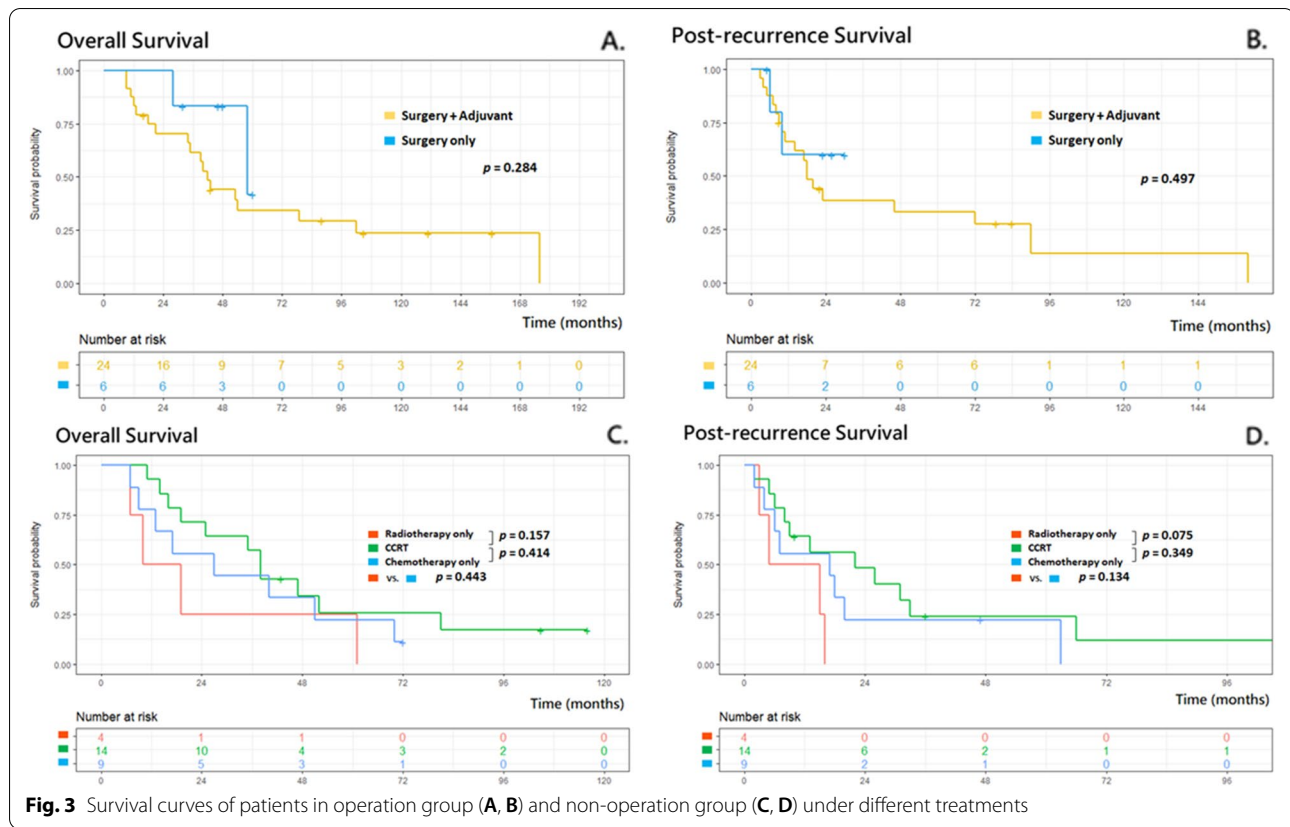 Overall Survival
A.
1.00
0.75
0.50
0.25
0.00
Survival probability
Surgery + Adjuvant
Surgery only
p = 0.284
0 24 48 72 96 120 144 168 192
Time (months)
Number at risk
24 16 9 7 5 3 2 1 0
6 6 3 0 0 0 0 0 0
0 24 48 72 96 120 144 168 192
Post-recurrence Survival
B.
1.00
0.75
0.50
0.25
0.00
Survival probability
Surgery + Adjuvant
Surgery only
p = 0.497
0 24 48 72 96 120 144
Time (months)
Number at risk
24 7 6 6 1 1 1
6 2 0 0 0 0 0
0 24 48 72 96 120 144
Overall Survival
C.
1.00
0.75
0.50
0.25
0.00
Survival probability
Radiotherapy only
CCRT
Chemotherapy only
vs.
p = 0.157
p = 0.414
p = 0.443
0 24 48 72 96 120
Time (months)
Number at risk
4 1 1 0 0 0
14 10 4 3 2 0
9 5 3 1 0 0
0 24 48 72 96 120
Post-recurrence Survival
D.
1.00
0.75
0.50
0.25
0.00
Survival probability
Radiotherapy only
CCRT
Chemotherapy only
vs.
p = 0.075
p = 0.349
p = 0.134
0 24 48 72 96
Time (months)
Number at risk
4 0 0 0 0
14 6 2 1 1
9 2 1 0 0
0 24 48 72 96
Fig. 3 Survival curves of patients in operation group (A, B) and non-operation group (C, D) under different treatments